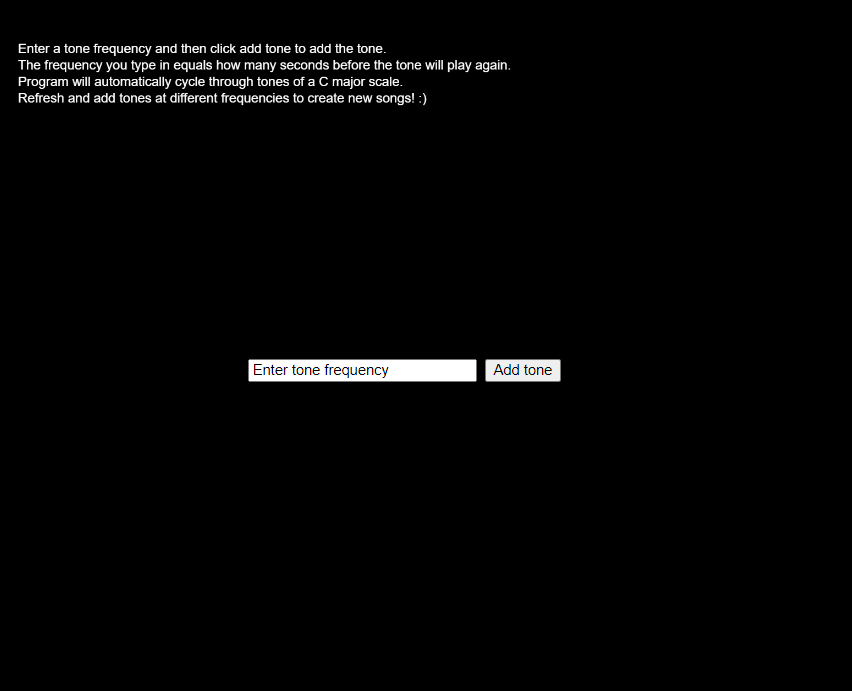 Enter a tone frequency and then click add tone to add the tone.
The frequency you type in equals how many seconds before the tone will play again.
Program will automatically cycle through tones of a C major scale.
Refresh and add tones at different frequencies to create new songs! :)
Enter tone frequency Add tone